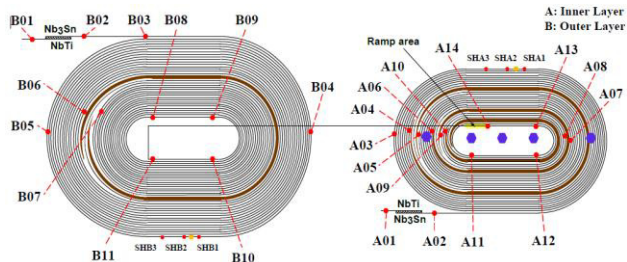 A: Inner Layer
B: Outer Layer
B01
Nb3Sn
NbTi
B02
B03
B08
B09
B06
B04
B05
B07
B11
B10
SHB3 SHB2 SHB1
A14
SHA3 SHA2 SHA1
A13
Ramp area
A10
A06
A04
A03
A05
A09
A08
A07
NbTi
Nb3Sn
A01
A02
A11
A12